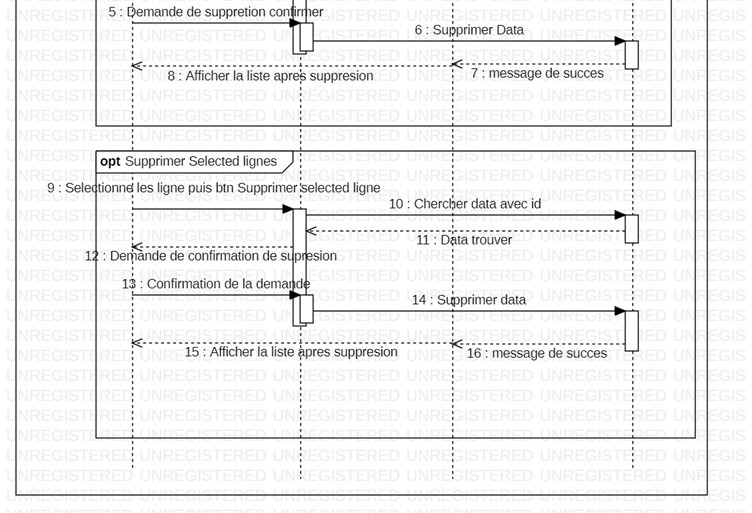 5 : Demande de suppretion confirmer
6 : Supprimer Data
7 : message de succes
8 : Afficher la liste apres suppresion
opt Supprimer Selected lignes
9 : Selectionne les ligne puis btn Supprimer selected ligne
10 : Chercher data avec id
11 : Data trouver
12 : Demande de confirmation de supresion
13 : Confirmation de la demande
14 : Supprimer data
15 : Afficher la liste apres suppresion
16 : message de succes
UNREGISTERED